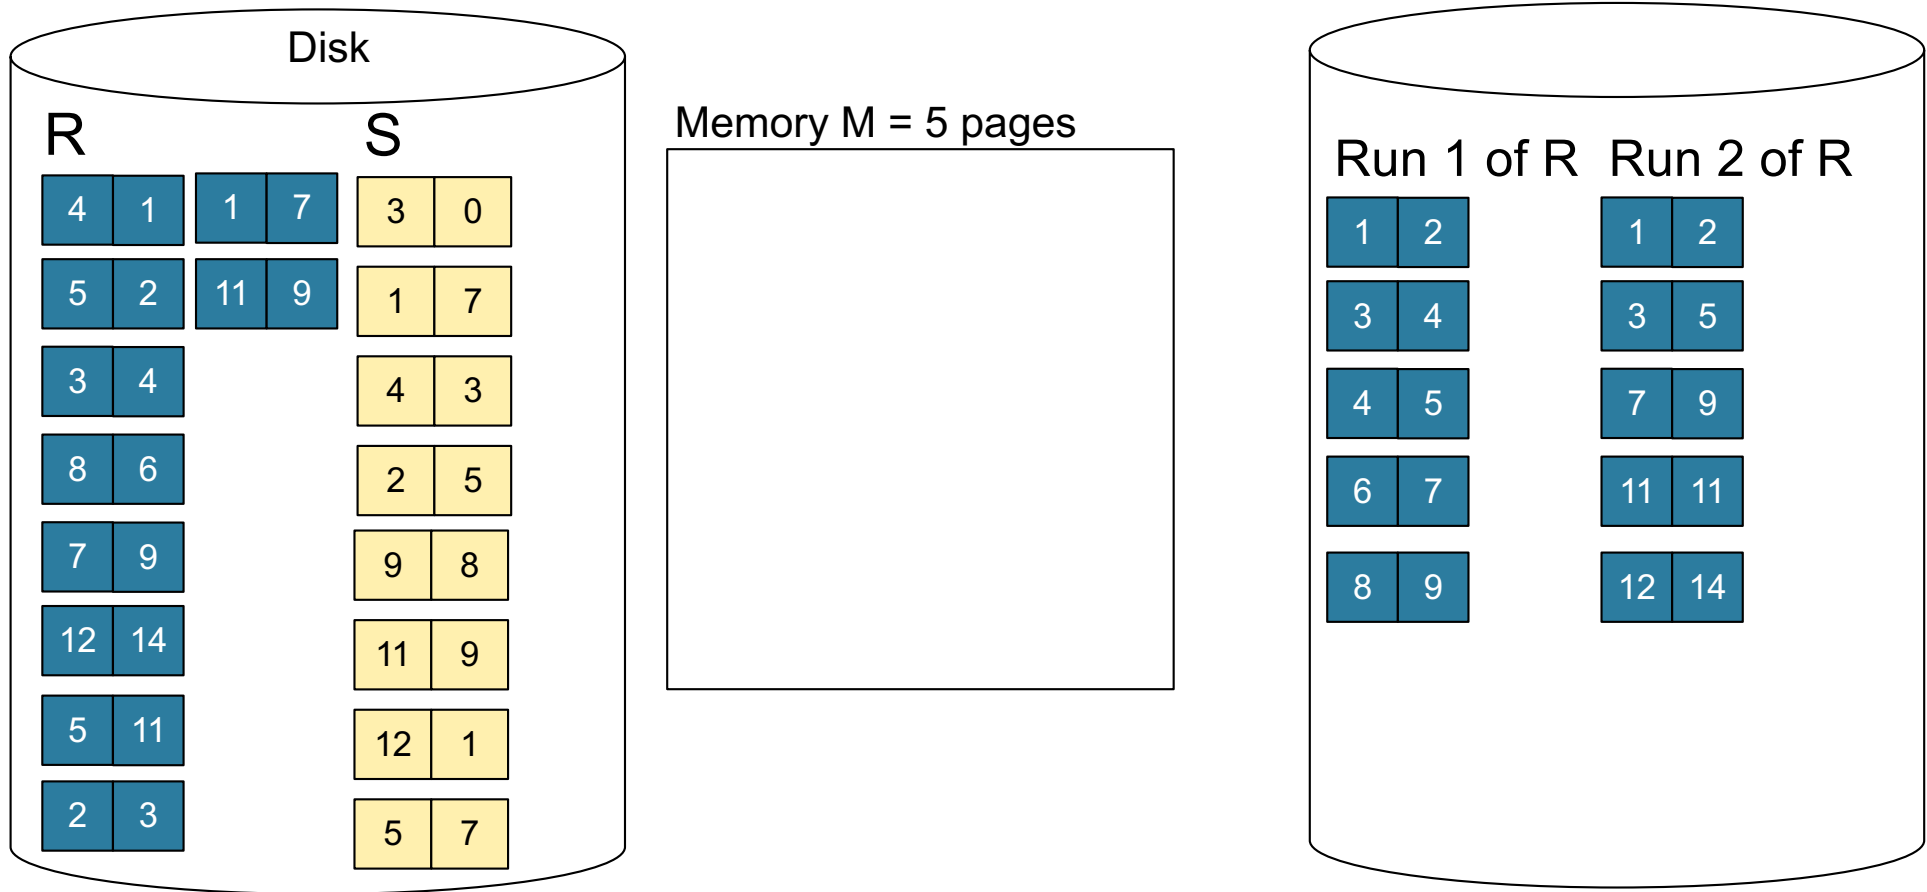 Disk
R S
4 1 1 7 3 0
5 2 11 9 1 7
3 4 4 3
8 6 2 5
7 9 9 8
12 14 11 9
5 11 12 1
2 3 5 7
Memory M = 5 pages
Run 1 of R Run 2 of R
1 2 1 2
3 4 3 5
4 5 7 9
6 7 11 11
8 9 12 14